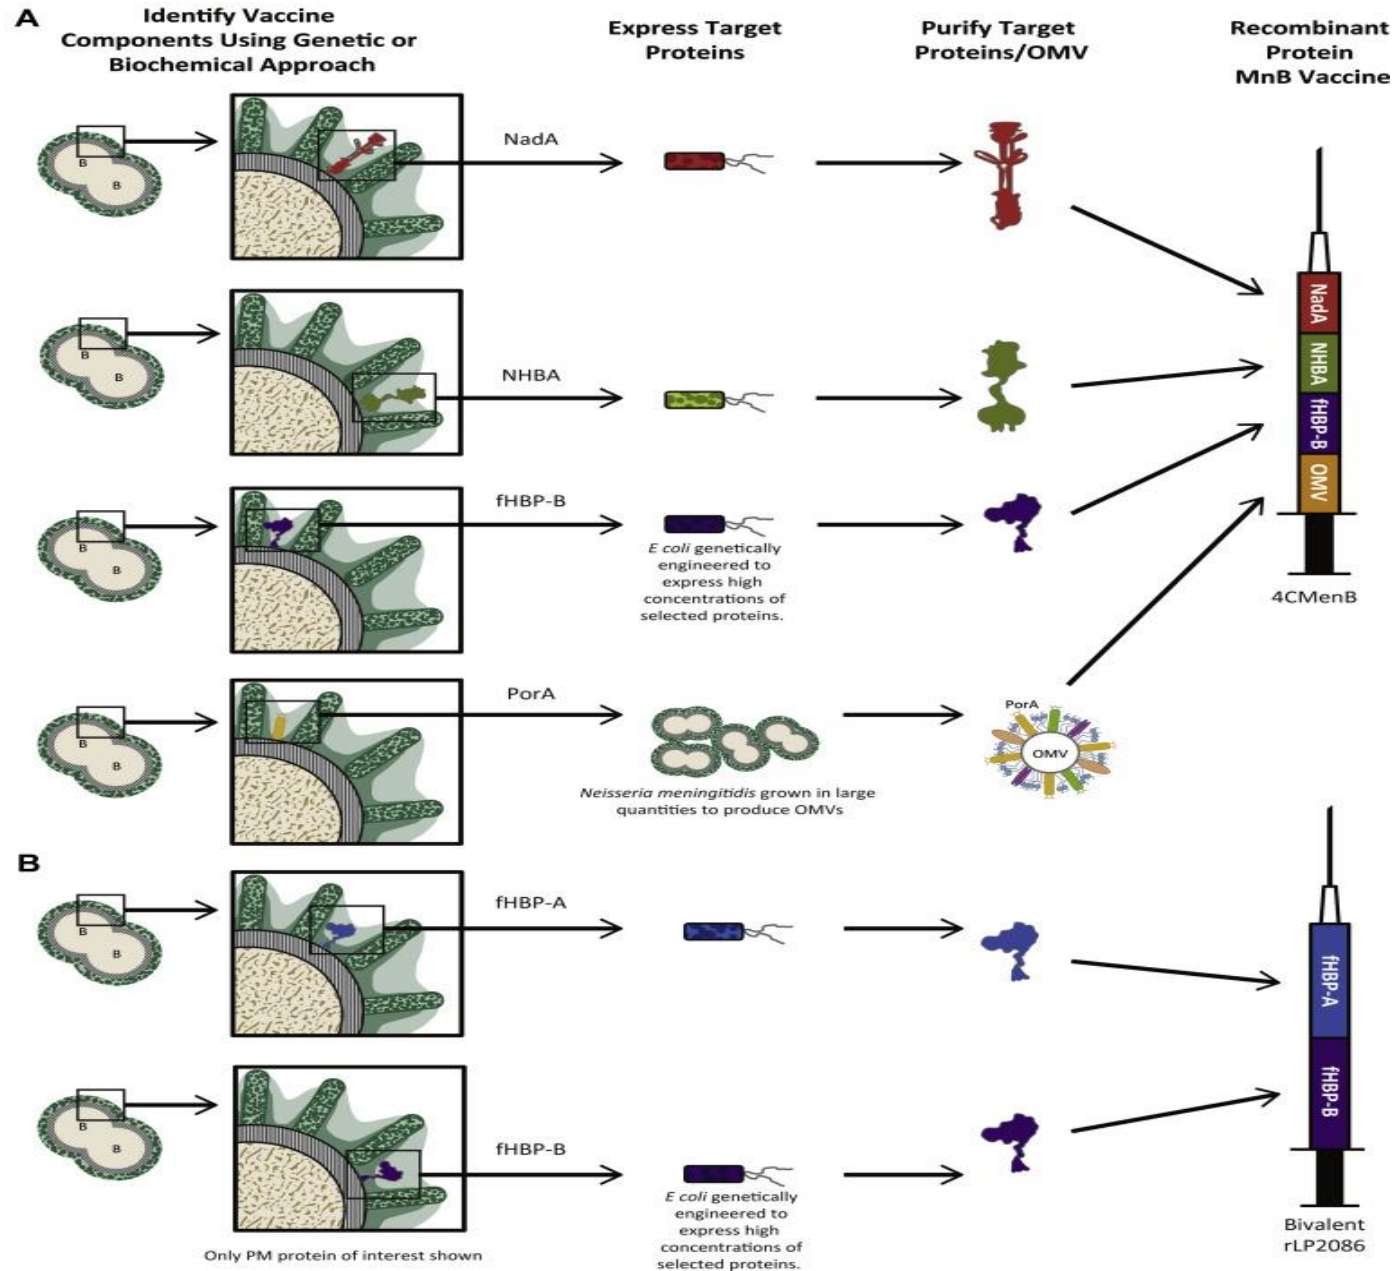 A
Identify Vaccine
Components Using Genetic or
Biochemical Approach
Express Target
Proteins
Purify Target
Proteins/OMV
Recombinant
Protein
MnB Vaccine
B
B
NadA
B
B
NHBA
B
B
fHBP-B
E coli genetically
engineered to
express high
concentrations of
selected proteins.
NadA
NHBA
fHBP-B
OMV
4CMenB
B
B
PorA
Neisseria meningitidis grown in large
quantities to produce OMVs
PorA
OMV
B
B
B
fHBP-A
B
B
fHBP-B
E coli genetically
engineered to
express high
concentrations of
selected proteins.
Only PM protein of interest shown
fHBP-A
fHBP-B
Bivalent
rLP2086